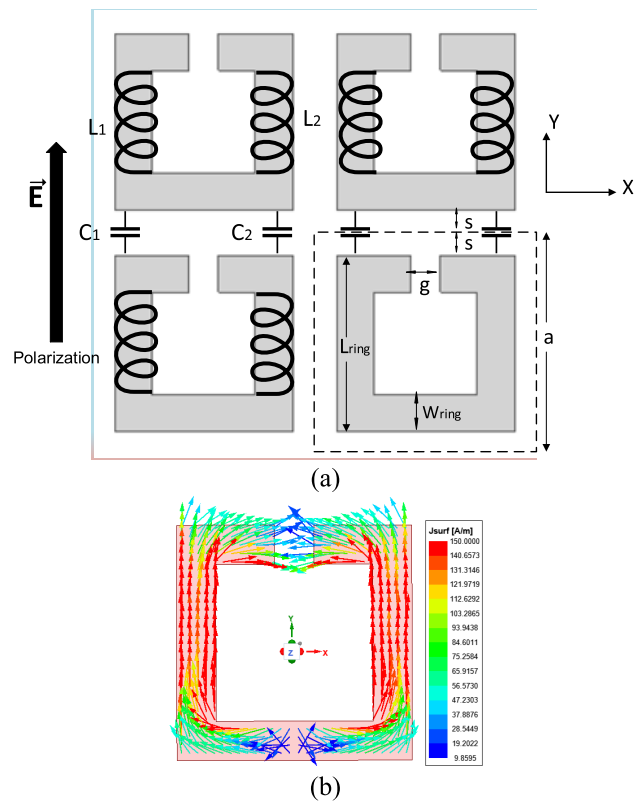 L1
L2
Y
X
E
C1
C2
s
s
g
Lring
a
Wring
Polarization
(a)
Jsurf [A/m]
150.0000
140.6573
131.3146
121.9719
112.6292
103.2865
93.9438
84.6011
75.2584
65.9157
56.5730
47.2303
37.8876
28.5449
19.2022
9.8595
Y
Z
X
(b)